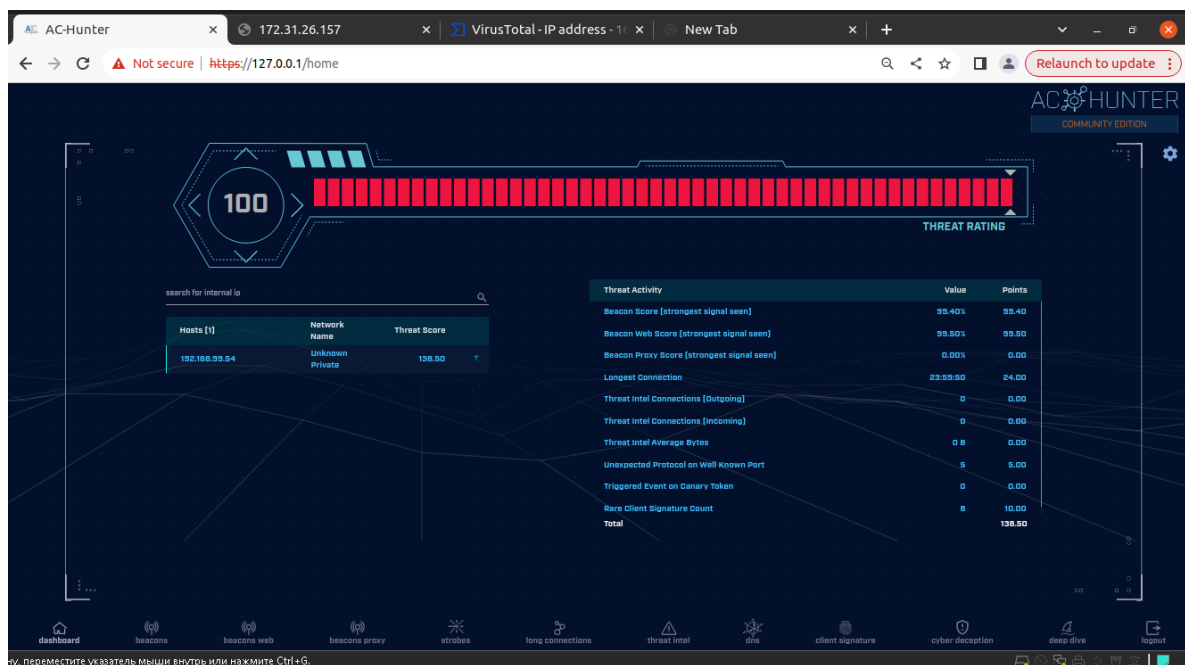 AC AC-Hunter
172.31.26.157
VirusTotal - IP address - 1
New Tab
Not secure
https://127.0.0.1/home
Relaunch to update
AC HUNTER
COMMUNITY EDITION
100
THREAT RATING
search for internal ip
Hosts [1] Network Name Threat Score
192.168.99.54 Unknown Private 138.50
Threat Activity Value Points
Beacon Score [strongest signal seen] 99.40% 99.40
Beacon Web Score [strongest signal seen] 99.50% 99.50
Beacon Proxy Score [strongest signal seen] 0.00% 0.00
Longest Connection 23:59:50 24.00
Threat Intel Connections [Outgoing] 0 0.00
Threat Intel Connections [Incoming] 0 0.00
Threat Intel Average Bytes 0 B 0.00
Unexpected Protocol on Well Known Port 5 5.00
Triggered Event on Canary Token 0 0.00
Rare Client Signature Count 8 10.00
Total 138.50
dashboard
beacons
beacons web
beacons proxy
strobes
long connections
threat intel
dns
client signature
cyber deception
deep dive
logout
ну, переместите указатель мыши внутрь или нажмите Ctrl+G.